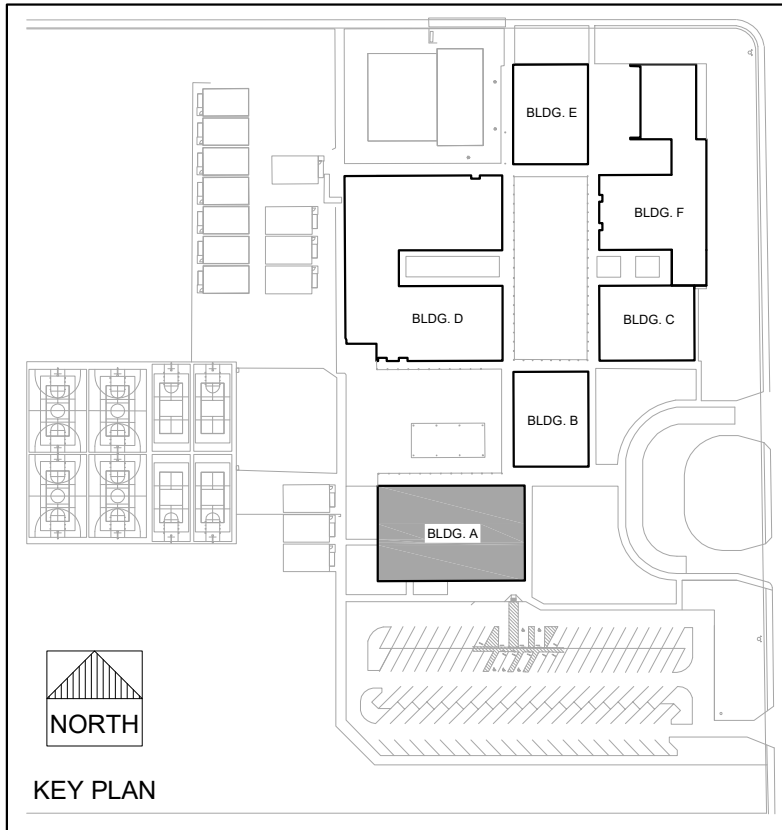 BLDG. E
BLDG. F
BLDG. D
BLDG. C
BLDG. B
BLDG. A
NORTH
KEY PLAN